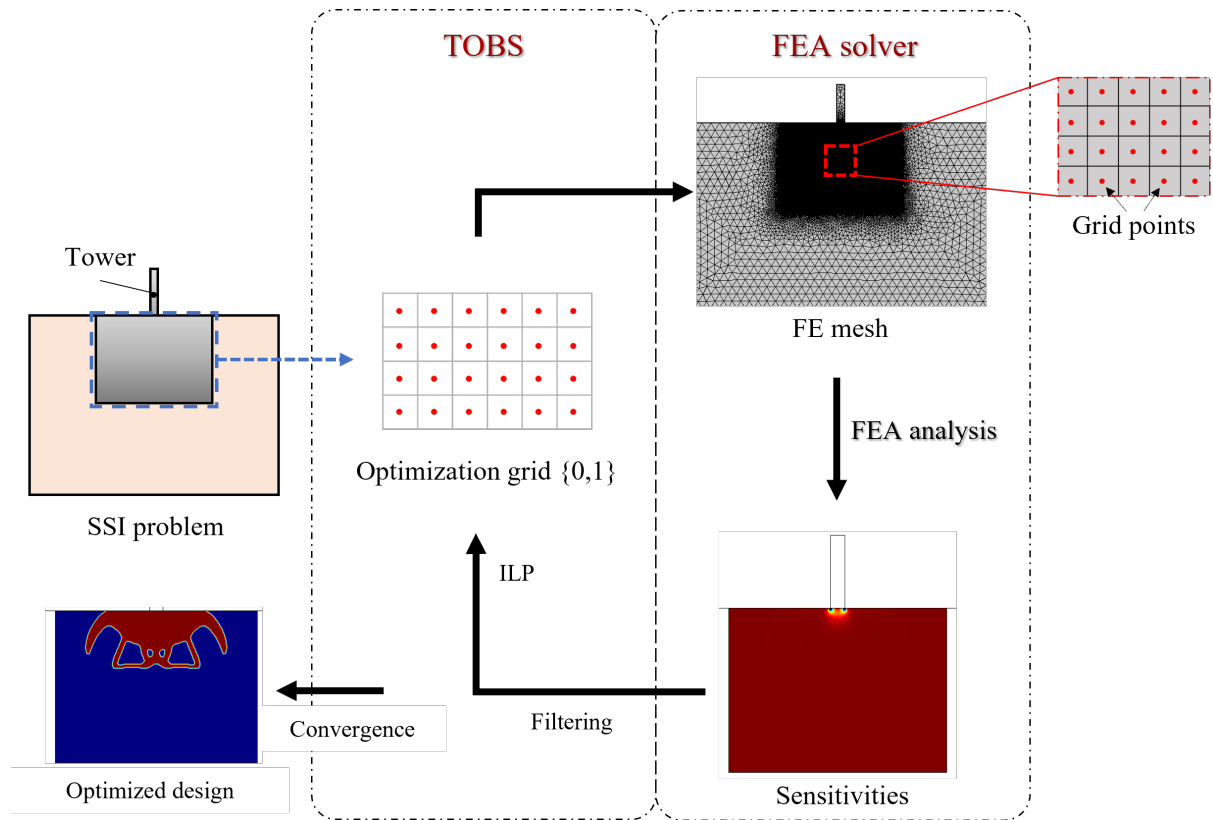 TOBS
FEA solver
Grid points
Tower
FE mesh
FEA analysis
Optimization grid {0,1}
SSI problem
ILP
Filtering
Convergence
Optimized design
Sensitivities